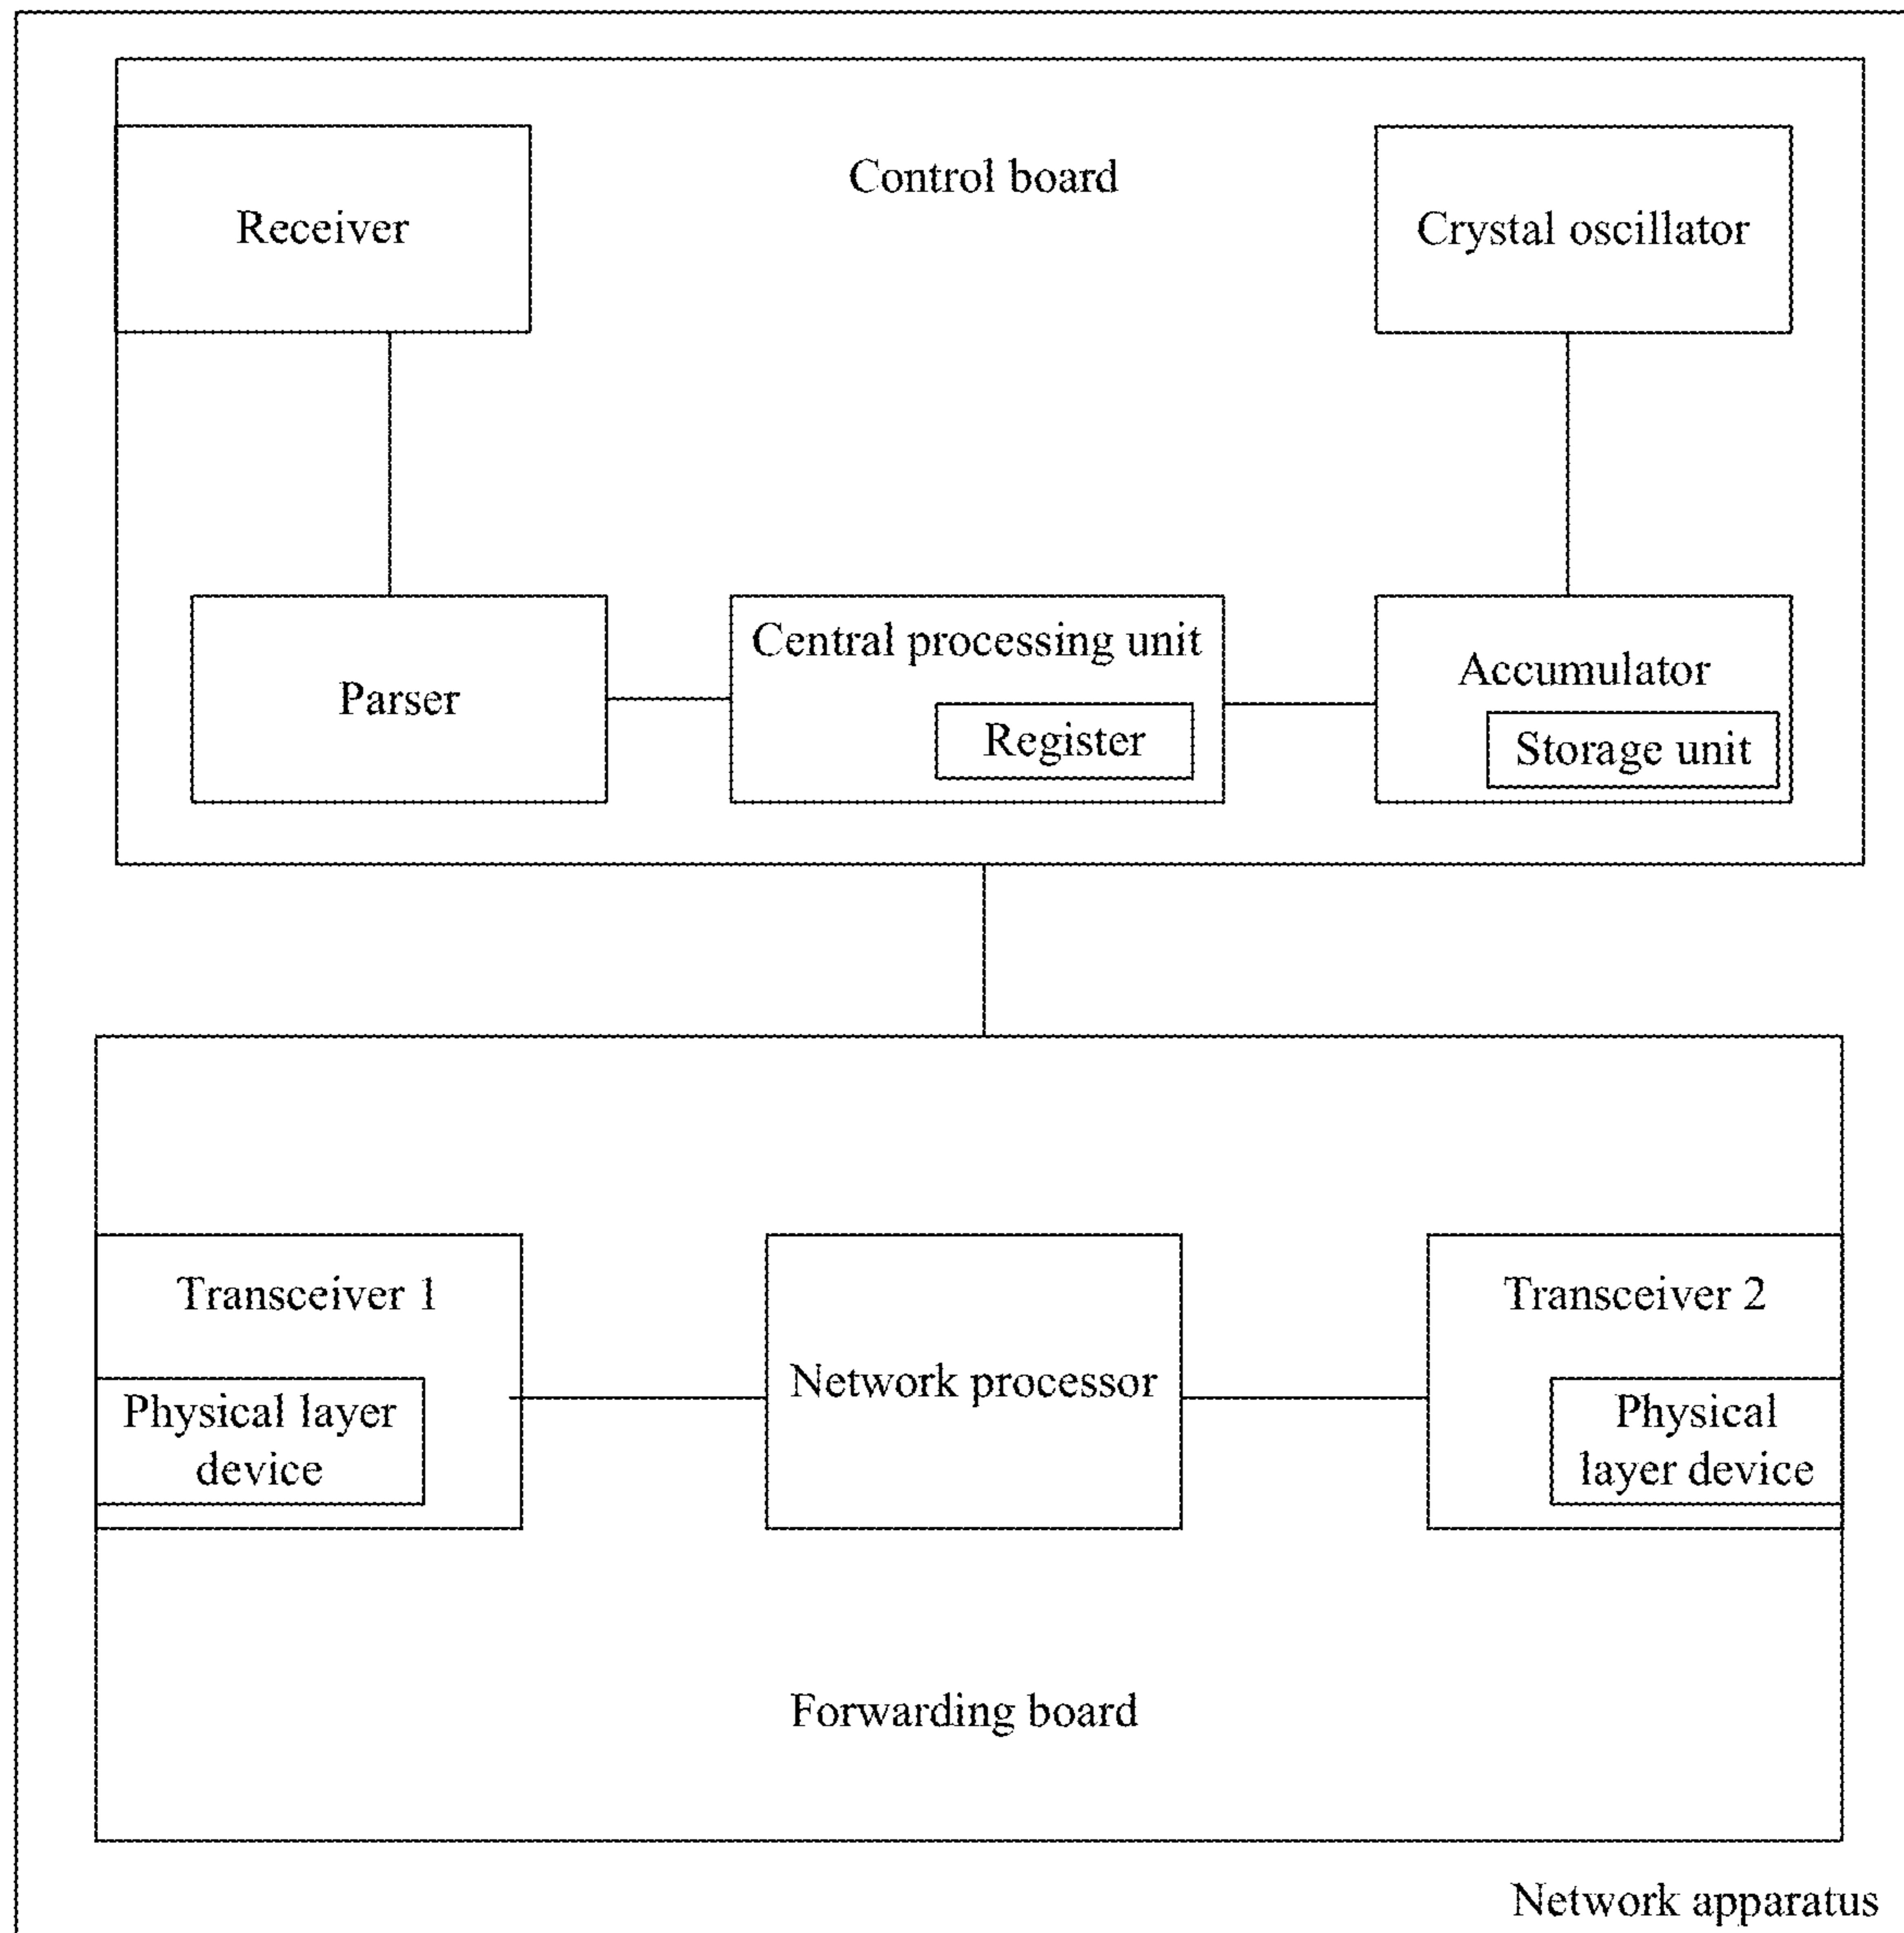 Control board
Receiver
Crystal oscillator
Parser
Central processing unit
Register
Accumulator
Storage unit
Transceiver 1
Physical layer
device
Network processor
Transceiver 2
Physical
layer device
Forwarding board
Network apparatus